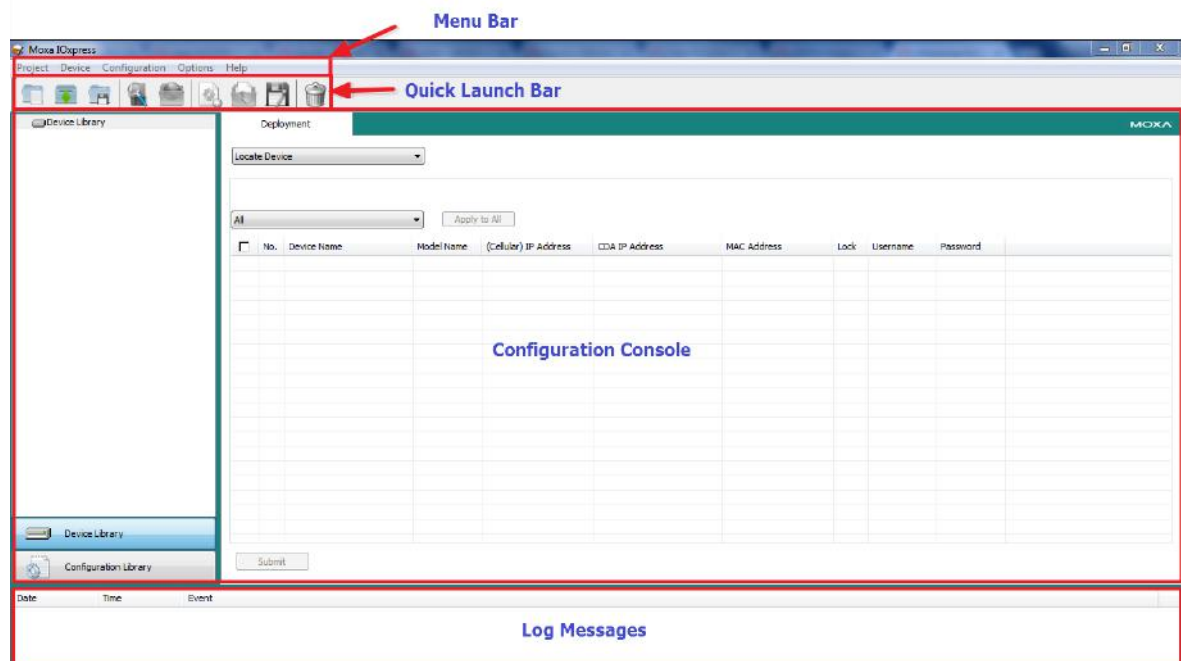 Menu Bar
Moxa IOxpress
Project Device Configuration Options Help
Quick Launch Bar
Device Library
Deployment
MOXA
Locate Device
All
Apply to All
No. Device Name Model Name (Cellular) IP Address CDA IP Address MAC Address Lock Username Password
Configuration Console
Device Library
Configuration Library
Submit
Date Time Event
Log Messages